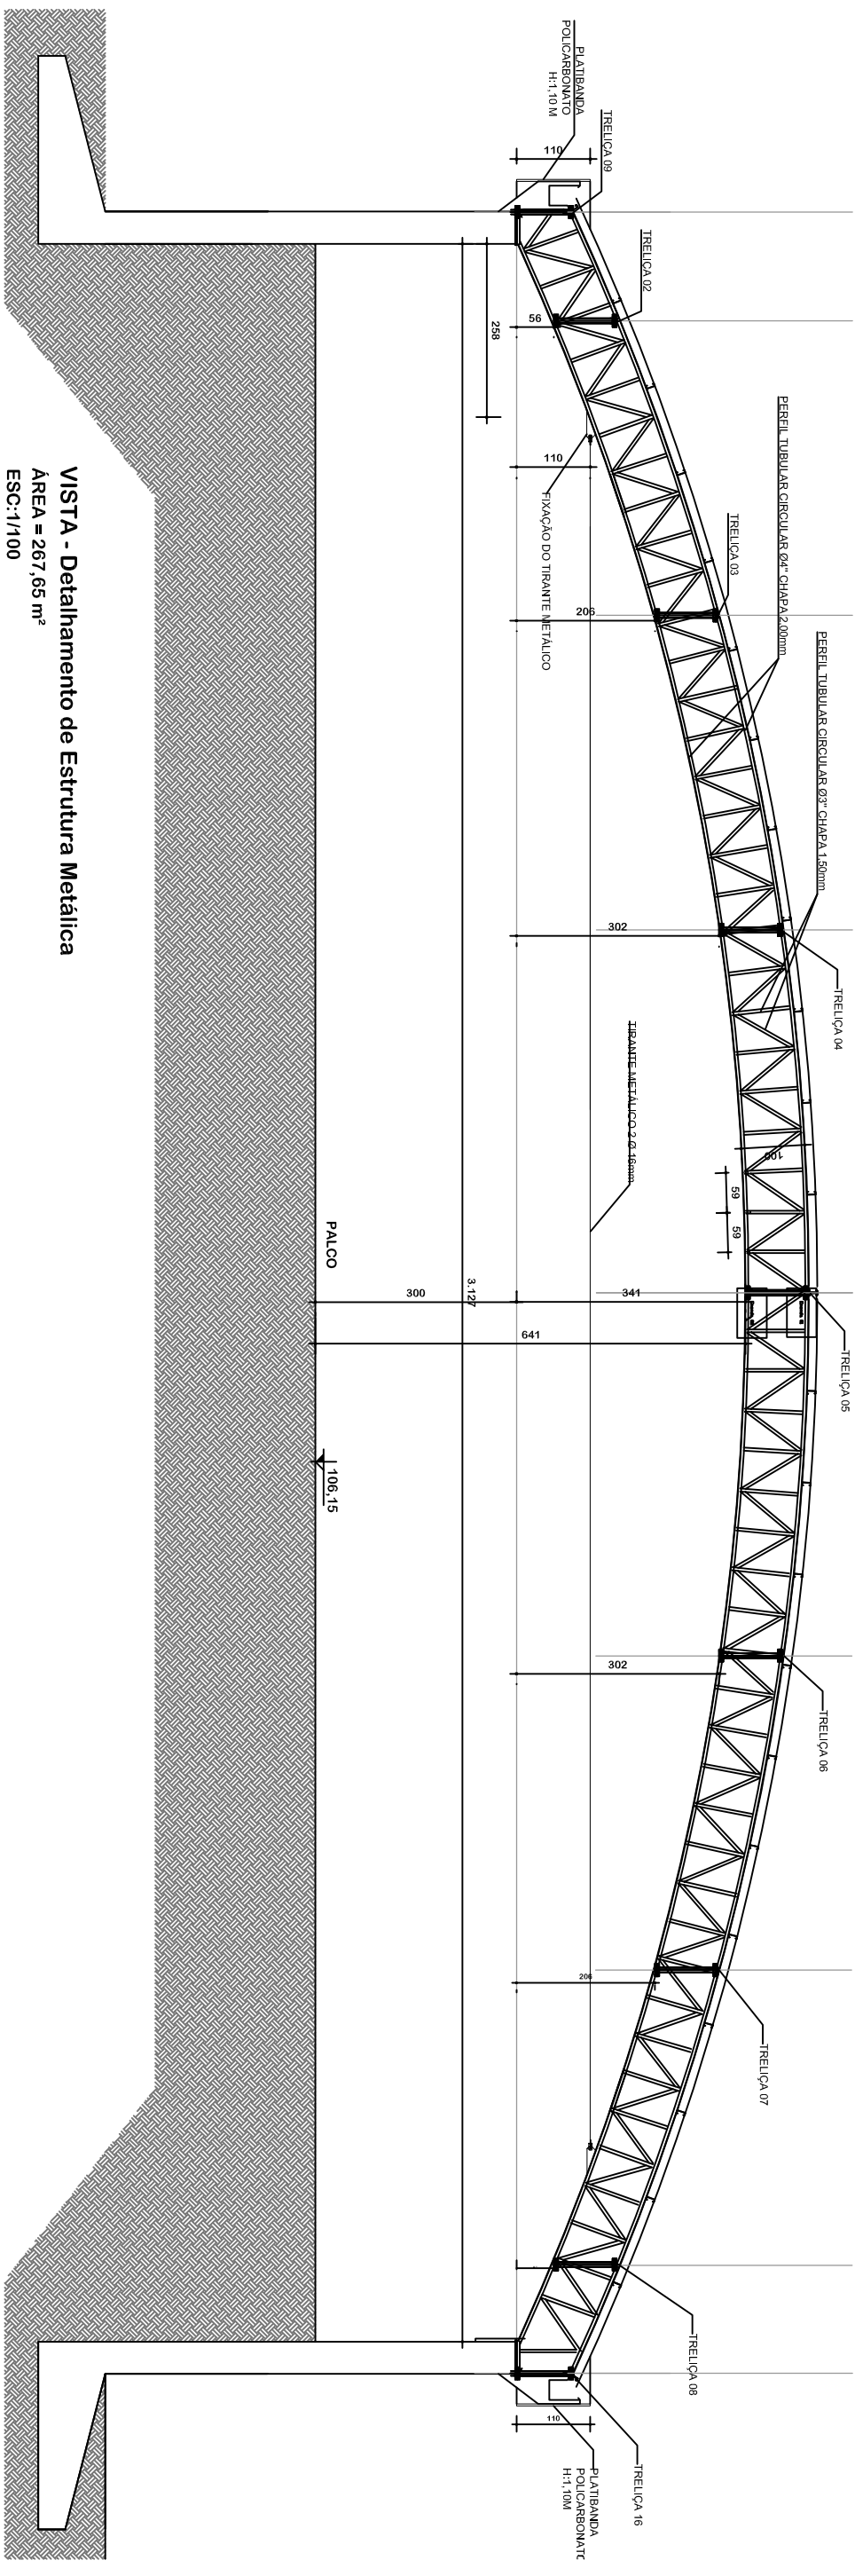 PLATIBANDA
POLICARBONATO
H:1,10 M
TRELIÇA 09
110
TRELIÇA 02
56
258
110
FIXAÇÃO DO TIRANTE METÁLICO
PERFIL TUBULAR CIRCULAR Ø4" CHAPA 2,00mm
TRELIÇA 03
206
PERFIL TUBULAR CIRCULAR Ø3" CHAPA 1,50mm
302
TRELIÇA 04
TIRANTE METÁLICO 2 Ø 16mm
100
59
59
PALCO
300
3.127
341
641
TRELIÇA 05
106,15
302
TRELIÇA 06
206
TRELIÇA 07
TRELIÇA 08
110
TRELIÇA 16
PLATIBANDA
POLICARBONATC
H:1,10M
VISTA - Detalhamento de Estrutura Metálica
ÁREA = 267,65 m²
ESC:1/100